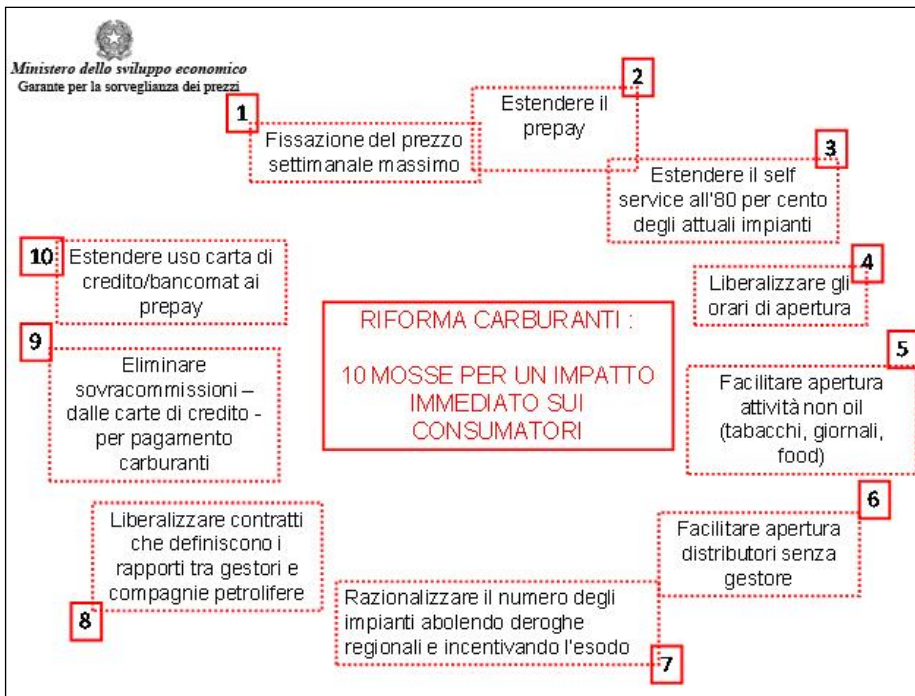 Ministero dello sviluppo economico
Garante per la sorveglianza dei prezzi
1
Fissazione del prezzo
settimanale massimo
2
Estendere il
prepay
3
Estendere il self
service all'80 per cento
degli attuali impianti
4
Liberalizzare gli
orari di apertura
5
Facilitare apertura
attività non oil
(tabacchi, giornali,
food)
6
Facilitare apertura
distributori senza
gestore
7
Razionalizzare il numero degli
impianti abolendo deroghe
regionali e incentivando l'esodo
8
Liberalizzare contratti
che definiscono i
rapporti tra gestori e
compagnie petrolifere
9
Eliminare
sovracommissioni –
dalle carte di credito -
per pagamento
carburanti
10
Estendere uso carta di
credito/bancomat ai
prepay
RIFORMA CARBURANTI :
10 MOSSE PER UN IMPATTO
IMMEDIATO SUI
CONSUMATORI